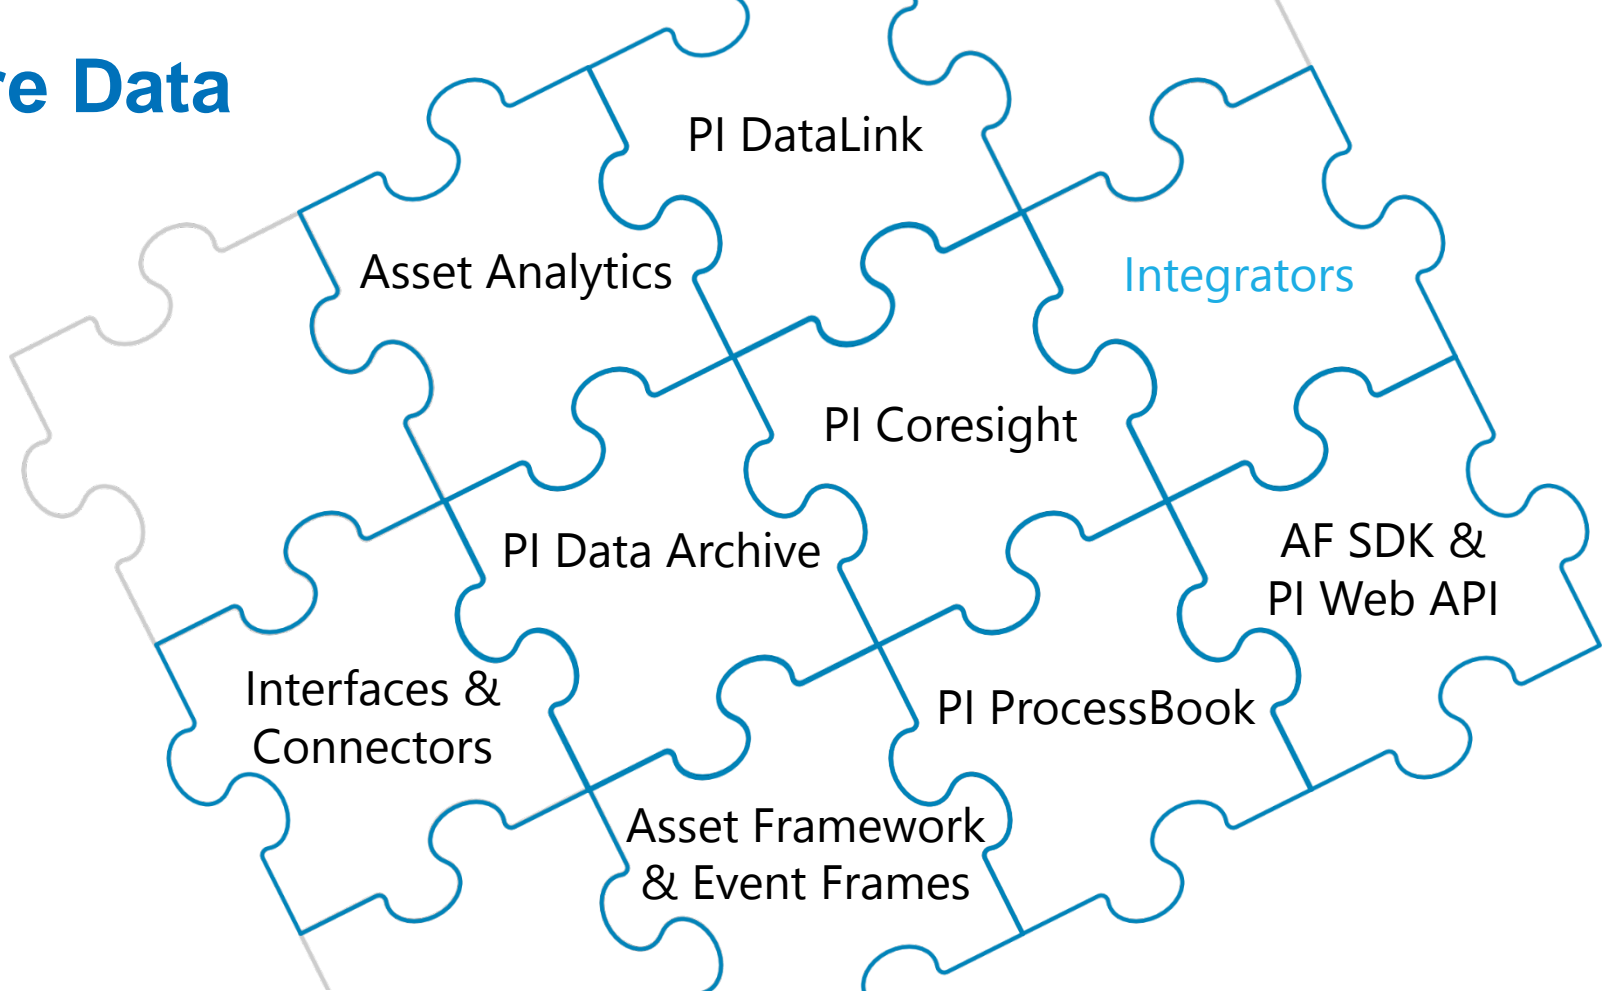 re Data
PI DataLink
Asset Analytics
Integrators
PI Coresight
PI Data Archive
AF SDK &
PI Web API
Interfaces &
Connectors
PI ProcessBook
Asset Framework
& Event Frames